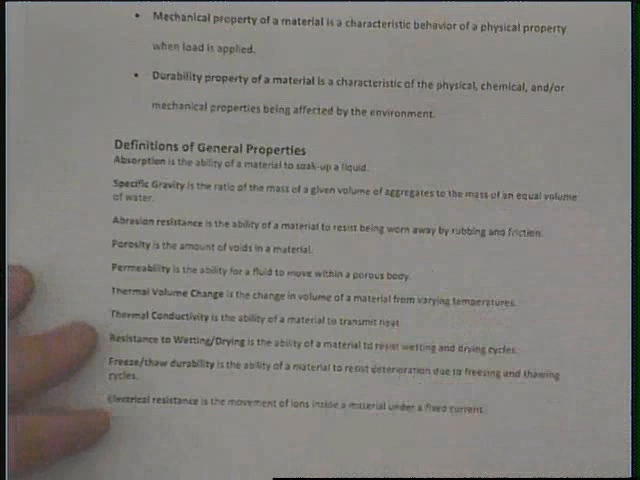 • Mechanical property of a material is a characteristic behavior of a physical property
when load is applied.
• Durability property of a material is a characteristic of the physical, chemical, and/or
mechanical properties being affected by the environment.
Definitions of General Properties
Absorption is the ability of a material to soak-up a liquid.
Specific Gravity is the ratio of the mass of a given volume of aggregates to the mass of an equal volume
of water.
Abrasion resistance is the ability of a material to resist being worn away by rubbing and friction.
Porosity is the amount of voids in a material.
Permeability is the ability for a fluid to move within a porous body.
Thermal Volume Change is the change in volume of a material from varying temperatures.
Thermal Conductivity is the ability of a material to transmit heat
Resistance to Wetting/Drying is the ability of a material to resist wetting and drying cycles.
Freeze/thaw durability is the ability of a material to resist deterioration due to freezing and thawing
cycles.
Electrical resistance is the movement of ions inside a material under a fixed current.